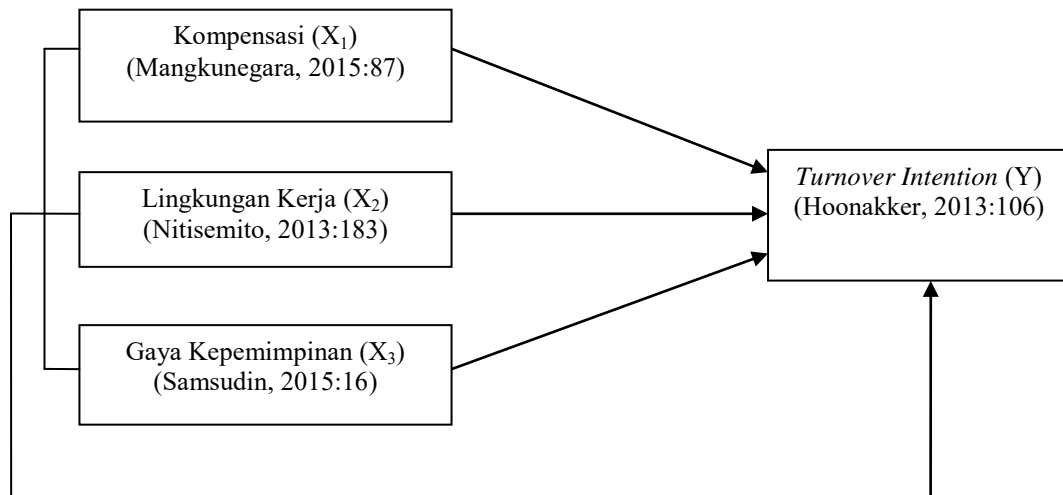 Kompensasi (X₁)
(Mangkunegara, 2015:87)
Lingkungan Kerja (X₂)
(Nitisemito, 2013:183)
Gaya Kepemimpinan (X₃)
(Samsudin, 2015:16)
Turnover Intention (Y)
(Hoonakker, 2013:106)